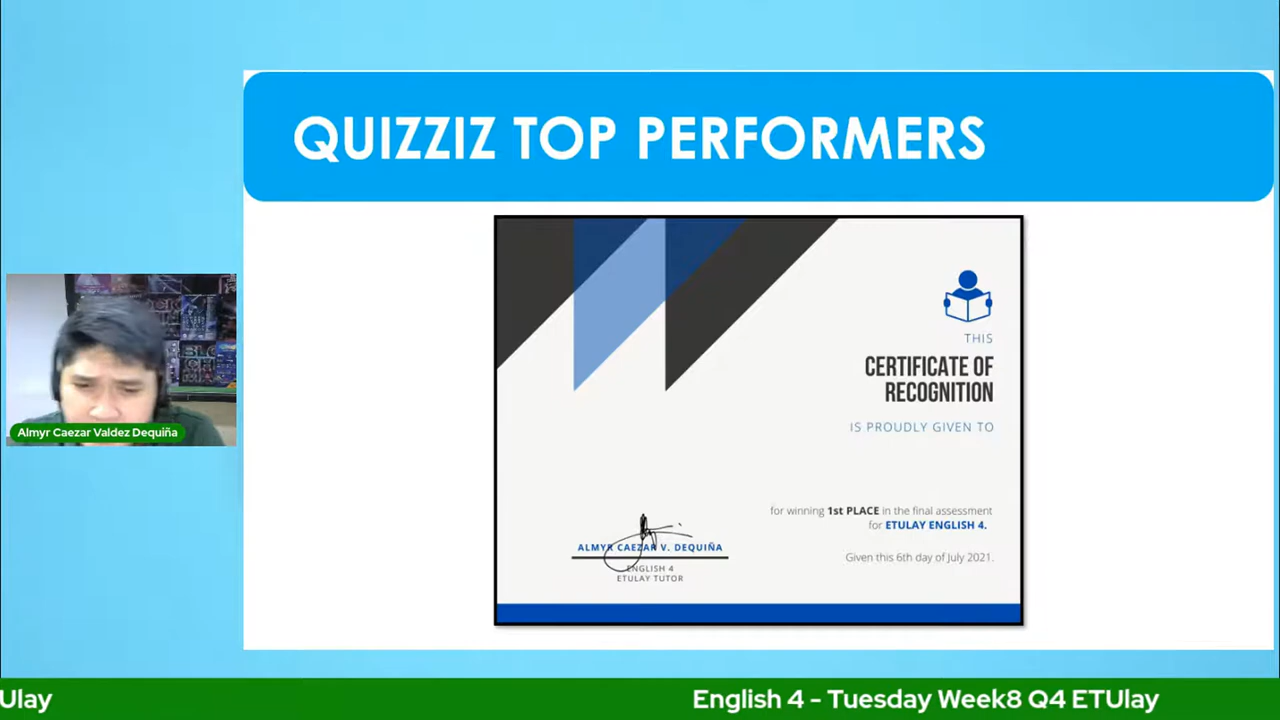 QUIZZIZ TOP PERFORMERS
THIS
CERTIFICATE OF
RECOGNITION
IS PROUDLY GIVEN TO
for winning 1st PLACE in the final assessment
for ETULAY ENGLISH 4.
Given this 6th day of July 2021.
ALMYR CAEZAR V. DEQUIÑA
ENGLISH 4
ETULAY TUTOR
Almyr Caezar Valdez Dequiña
Ulay
English 4 - Tuesday Week8 Q4 ETUlay